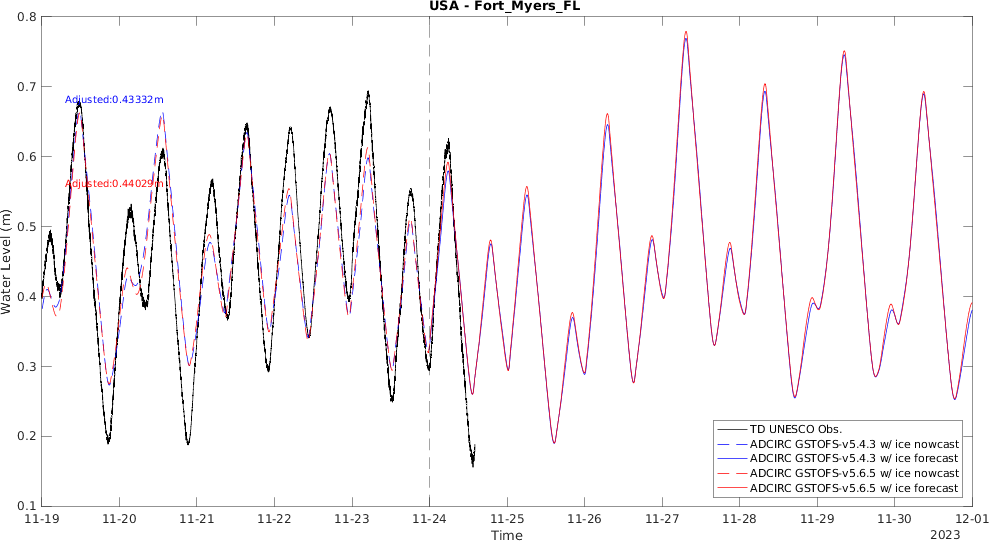 USA - Fort_Myers_FL
0.8
0.7
0.6
0.5
0.4
0.3
0.2
0.1
Water Level (m)
Adjusted:0.43332m
Adjusted:0.44029m
TD UNESCO Obs.
ADCIRC GSTOFS-v5.4.3 w/ ice nowcast
ADCIRC GSTOFS-v5.4.3 w/ ice forecast
ADCIRC GSTOFS-v5.6.5 w/ ice nowcast
ADCIRC GSTOFS-v5.6.5 w/ ice forecast
11-19 11-20 11-21 11-22 11-23 11-24 11-25 11-26 11-27 11-28 11-29 11-30 12-01
Time
2023